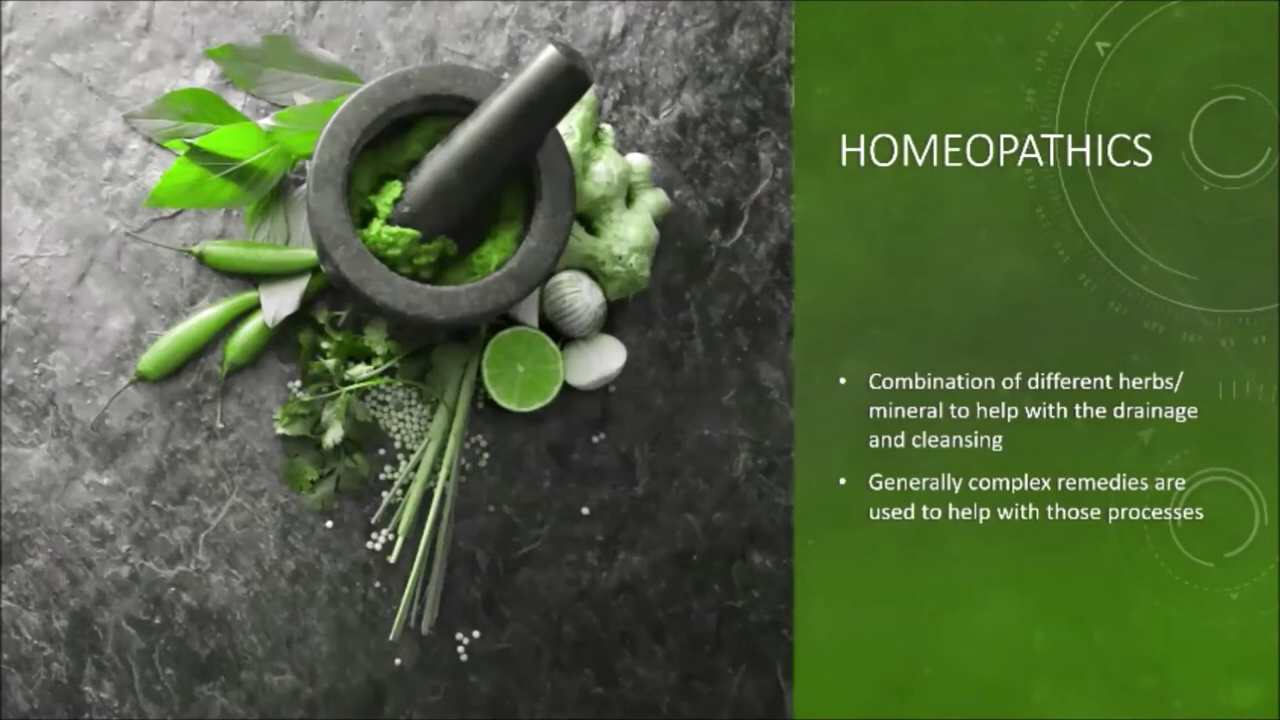 HOMEOPATHICS
• Combination of different herbs/
mineral to help with the drainage
and cleansing
• Generally complex remedies are
used to help with those processes